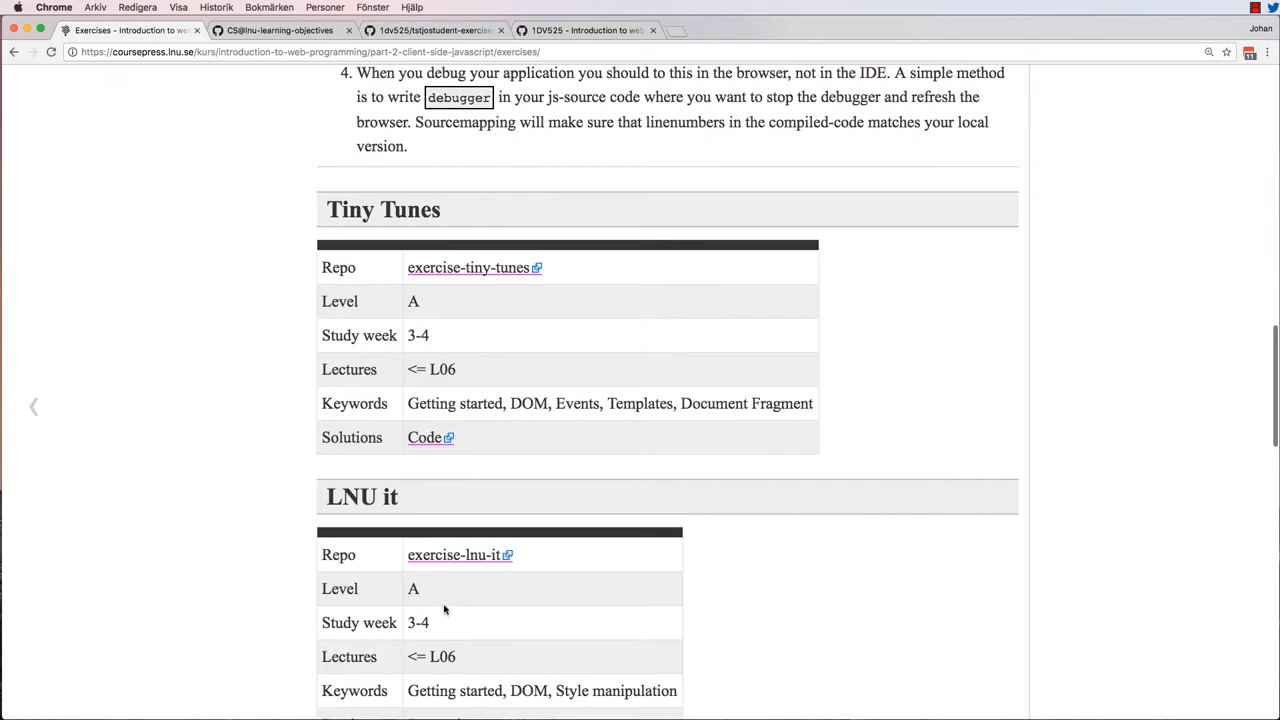 Chrome Arkiv Redigera Visa Historik Bokmärken Personer Fönster Hjälp
Exercises - Introduction to we
CS@lnu-learning-objectives
1dv525/tstjostudent-exercise
1DV525 - Introduction to web
Johan
https://coursepress.lnu.se/kurs/introduction-to-web-programming/part-2-client-side-javascript/exercises/
4. When you debug your application you should to this in the browser, not in the IDE. A simple method
is to write debugger in your js-source code where you want to stop the debugger and refresh the
browser. Sourcemapping will make sure that linenumbers in the compiled-code matches your local
version.
Tiny Tunes
Repo exercise-tiny-tunes
Level A
Study week 3-4
Lectures <= L06
Keywords Getting started, DOM, Events, Templates, Document Fragment
Solutions Code
LNU it
Repo exercise-lnu-it
Level A
Study week 3-4
Lectures <= L06
Keywords Getting started, DOM, Style manipulation